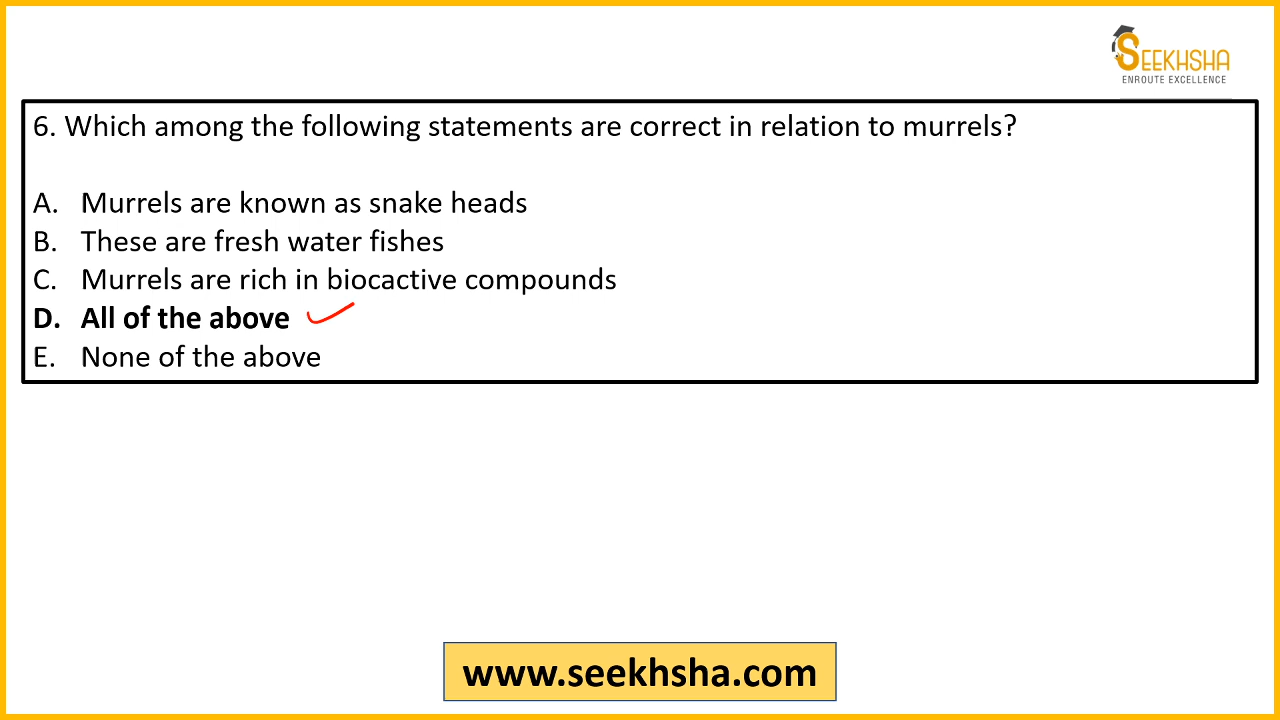 SEEKHSHA
ENROUTE EXCELLENCE
6. Which among the following statements are correct in relation to murrels?
A. Murrels are known as snake heads
B. These are fresh water fishes
C. Murrels are rich in biocactive compounds
D. All of the above
E. None of the above
www.seekhsha.com